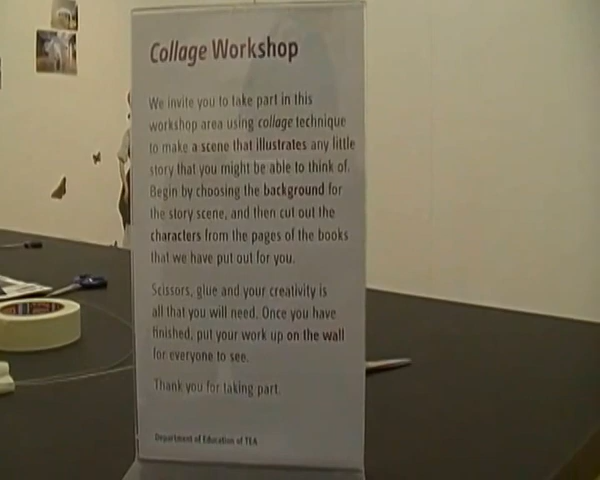 Collage Workshop
We invite you to take part in this
workshop area using collage technique
to make a scene that illustrates any little
story that you might be able to think of.
Begin by choosing the background for
the story scene, and then cut out the
characters from the pages of the books
that we have put out for you.
Scissors, glue and your creativity is
all that you will need. Once you have
finished, put your work up on the wall
for everyone to see.
Thank you for taking part.
Department of Education of TEA